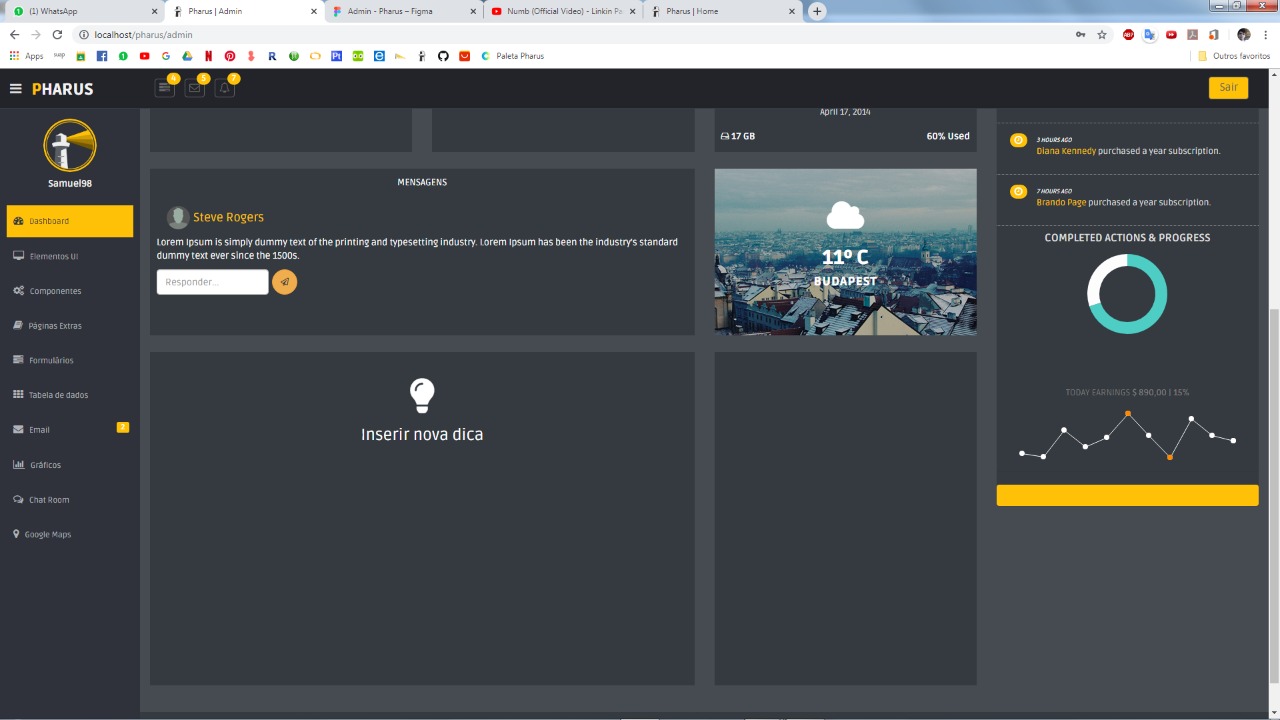 (1) WhatsApp
Pharus | Admin
Admin - Pharus – Figma
Numb (Official Video) - Linkin Pa
Pharus | Home
localhost/pharus/admin
Apps
Paleta Pharus
Outros favoritos
PHARUS
4
5
7
Sair
Samuel98
Dashboard
Elementos UI
Componentes
Páginas Extras
Formulários
Tabela de dados
Email
2
Gráficos
Chat Room
Google Maps
April 17, 2014
17 GB
60% Used
MENSAGENS
Steve Rogers
Lorem Ipsum is simply dummy text of the printing and typesetting industry. Lorem Ipsum has been the industry's standard
dummy text ever since the 1500s.
Responder...
11º C
BUDAPEST
Inserir nova dica
3 HOURS AGO
Diana Kennedy purchased a year subscription.
7 HOURS AGO
Brando Page purchased a year subscription.
COMPLETED ACTIONS & PROGRESS
TODAY EARNINGS $ 890,00 | 15%